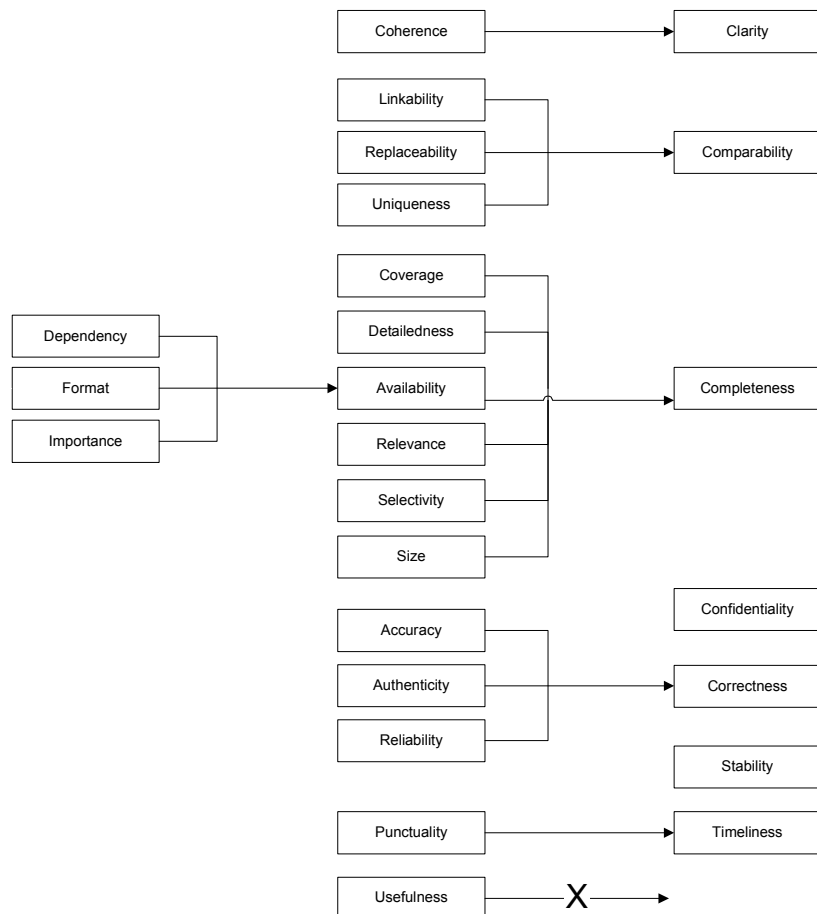 Coherence
Clarity
Linkability
Replaceability
Comparability
Uniqueness
Coverage
Dependency
Detailedness
Format
Availability
Completeness
Importance
Relevance
Selectivity
Size
Confidentiality
Accuracy
Authenticity
Correctness
Reliability
Stability
Punctuality
Timeliness
Usefulness
X